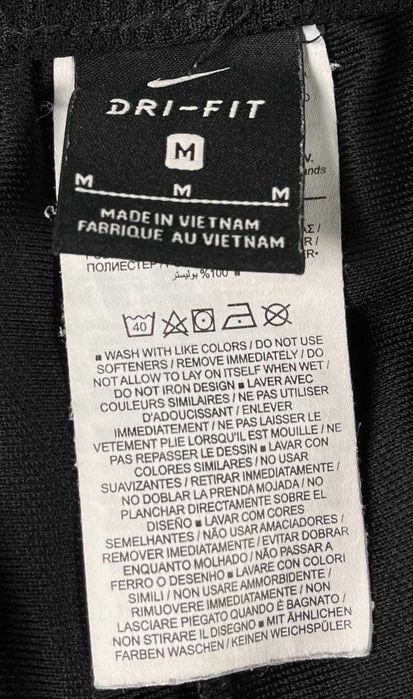 DRI-FIT
M
M M M
MADE IN VIETNAM
FABRIQUE AU VIETNAM
V.
ands
ΑΣ /
R /
ER•
ПОЛИЕСТЕР /
%100 بوليستر ■
40
■ WASH WITH LIKE COLORS / DO NOT USE
SOFTENERS / REMOVE IMMEDIATELY / DO
NOT ALLOW TO LAY ON ITSELF WHEN WET /
DO NOT IRON DESIGN ■ LAVER AVEC
COULEURS SIMILAIRES / NE PAS UTILISER
D'ADOUCISSANT / ENLEVER
IMMEDIATEMENT / NE PAS LAISSER LE
VETEMENT PLIE LORSQU'IL EST MOUILLE / NE
PAS REPASSER LE DESSIN ■ LAVAR CON
COLORES SIMILARES / NO USAR
SUAVIZANTES / RETIRAR INMEDIATAMENTE /
NO DOBLAR LA PRENDA MOJADA / NO
PLANCHAR DIRECTAMENTE SOBRE EL
DISEÑO ■ LAVAR COM CORES
SEMELHANTES / NÃO USAR AMACIADORES /
REMOVER IMEDIATAMENTE / EVITAR DOBRAR
ENQUANTO MOLHADO / NÃO PASSAR A
FERRO O DESENHO ■ LAVARE CON COLORI
SIMILI / NON USARE AMMORBIDENTE /
RIMUOVERE IMMEDIATAMENTE / NON
LASCIARE PIEGATO QUANDO È BAGNATO /
NON STIRARE IL DISEGNO ■ MIT ÄHNLICHEN
FARBEN WASCHEN / KEINEN WEICHSPÜLER